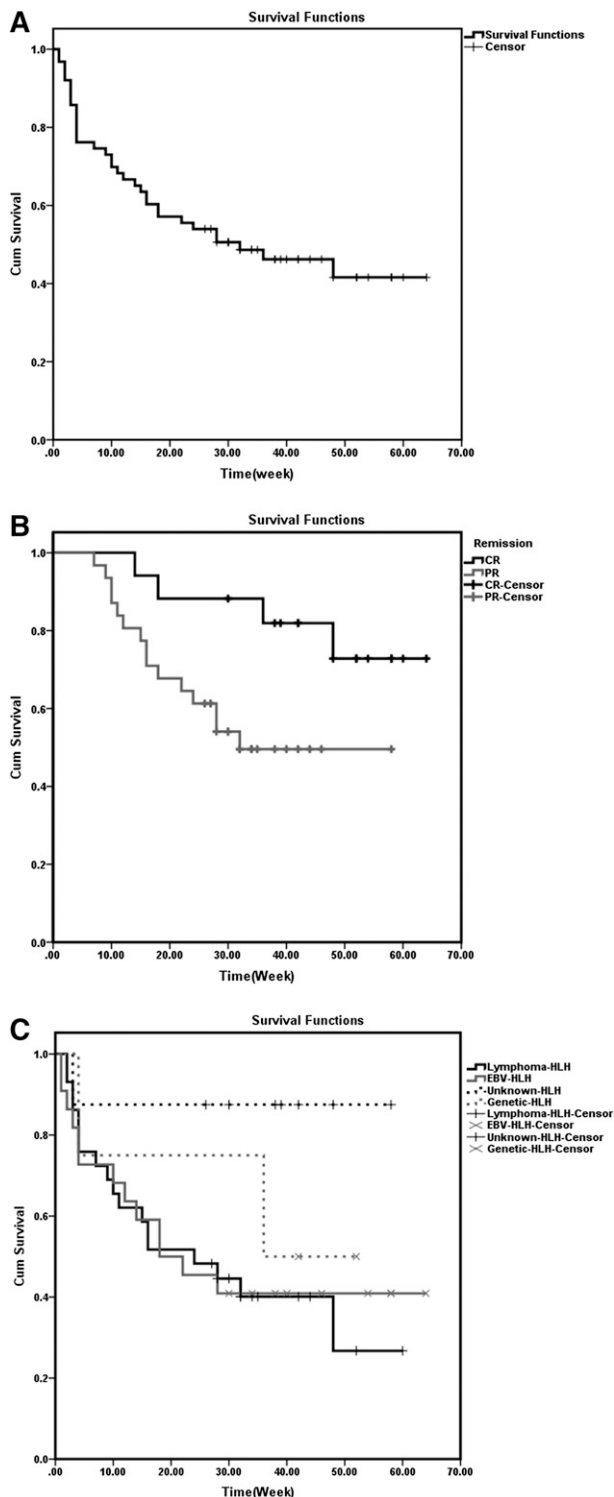 A
Survival Functions
Survival Functions
Censor
1.0
0.8
0.6
0.4
0.2
0.0
Cum Survival
.00 10.00 20.00 30.00 40.00 50.00 60.00 70.00
Time(week)
B
Survival Functions
Remission
CR
PR
CR-Censor
PR-Censor
1.0
0.8
0.6
0.4
0.2
0.0
Cum Survival
.00 10.00 20.00 30.00 40.00 50.00 60.00 70.00
Time(Week)
C
Survival Functions
Lymphoma-HLH
EBV-HLH
Unknown-HLH
Genetic-HLH
Lymphoma-HLH-Censor
EBV-HLH-Censor
Unknown-HLH-Censor
Genetic-HLH-Censor
1.0
0.8
0.6
0.4
0.2
0.0
Cum Survival
.00 10.00 20.00 30.00 40.00 50.00 60.00 70.00
Time(Week)